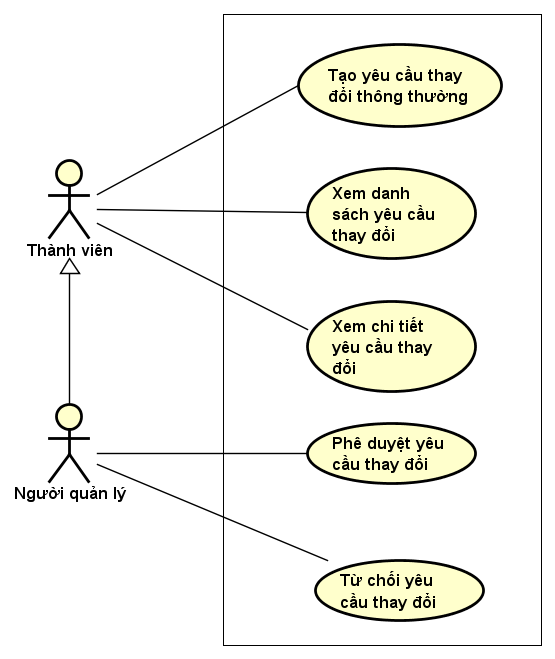 Tạo yêu cầu thay
đổi thông thường
Xem danh
sách yêu cầu
thay đổi
Thành viên
Xem chi tiết
yêu cầu thay
đổi
Phê duyệt yêu
cầu thay đổi
Người quản lý
Từ chối yêu
cầu thay đổi